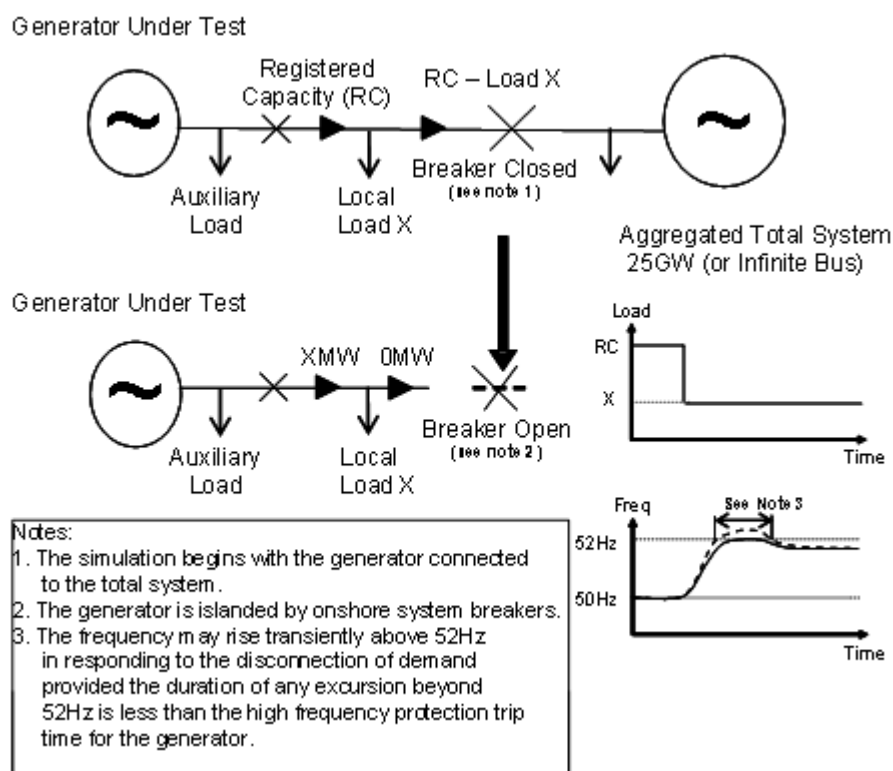 Generator Under Test
Registered
Capacity (RC)
RC – Load X
Auxiliary
Load
Local
Load X
Breaker Closed
(see note 1)
Aggregated Total System
25GW (or Infinite Bus)
Generator Under Test
XMW
0MW
Auxiliary
Load
Local
Load X
Breaker Open
(see note 2)
Load
RC
X
Time
Freq
See Note 3
52Hz
50Hz
Time
Notes:
1. The simulation begins with the generator connected
to the total system.
2. The generator is islanded by onshore system breakers.
3. The frequency may rise transiently above 52Hz
in responding to the disconnection of demand
provided the duration of any excursion beyond
52Hz is less than the high frequency protection trip
time for the generator.